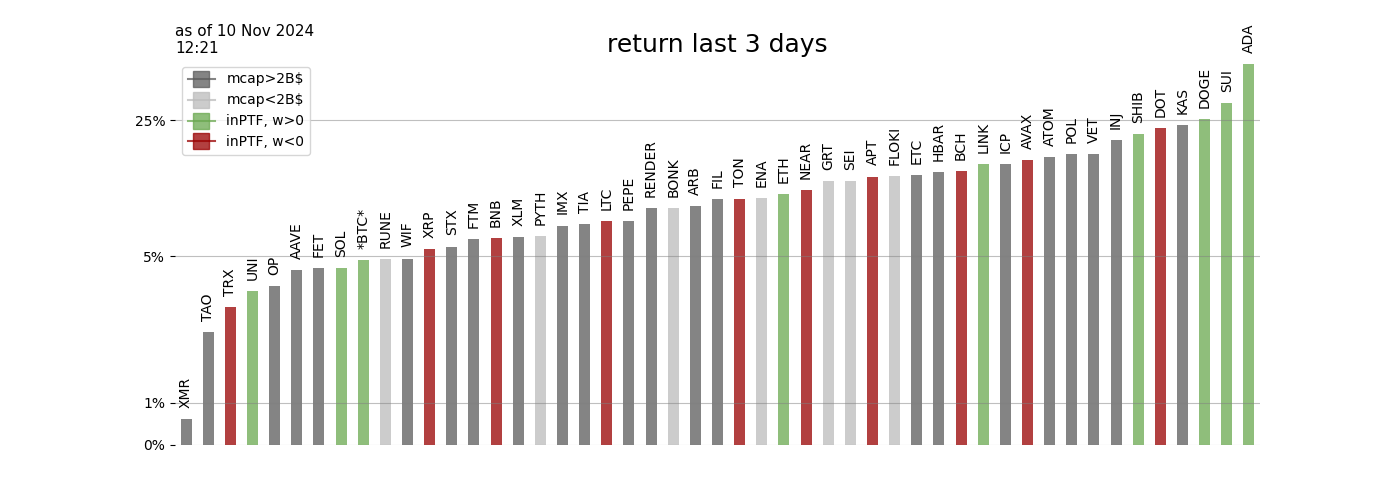 as of 10 Nov 2024
12:21
return last 3 days
mcap>2B$
mcap<2B$
inPTF, w>0
inPTF, w<0
25%
5%
1%
0%
XMR
TAO
TRX
UNI
OP
AAVE
FET
SOL
*BTC*
RUNE
WIF
XRP
STX
FTM
BNB
XLM
PYTH
IMX
TIA
LTC
PEPE
RENDER
BONK
ARB
FIL
TON
ENA
ETH
NEAR
GRT
SEI
APT
FLOKI
ETC
HBAR
BCH
LINK
ICP
AVAX
ATOM
POL
VET
INJ
SHIB
DOT
KAS
DOGE
SUI
ADA